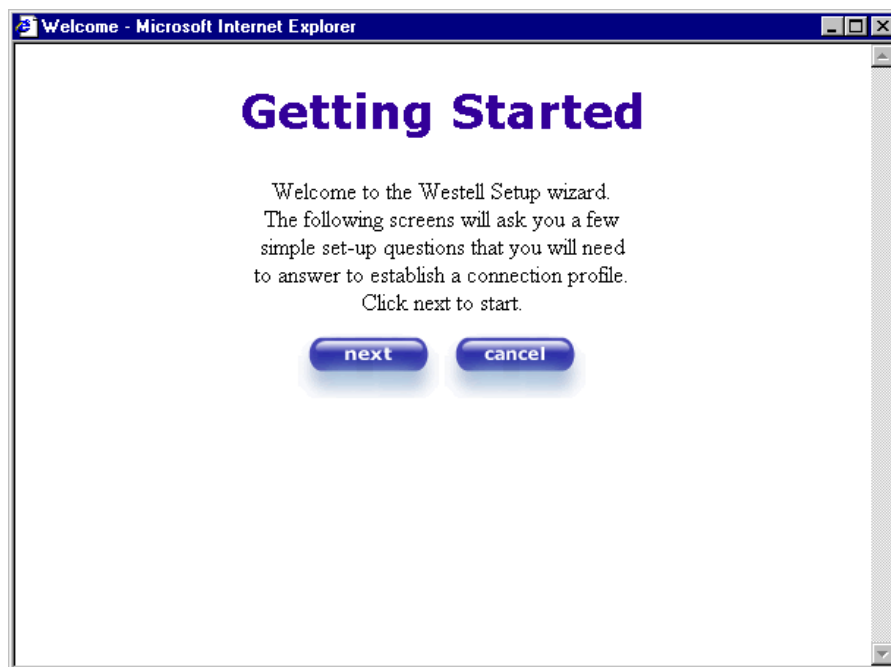 Welcome - Microsoft Internet Explorer
Getting Started
Welcome to the Westell Setup wizard.
The following screens will ask you a few
simple set-up questions that you will need
to answer to establish a connection profile.
Click next to start.
next cancel